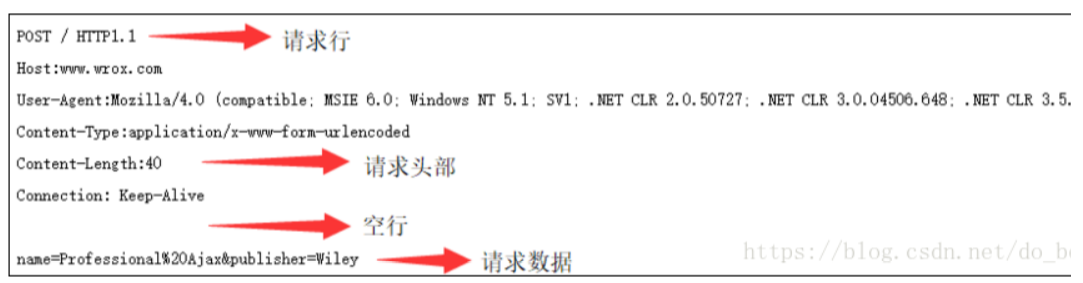 POST / HTTP1.1 请求行
Host:www.wrox.com
User-Agent:Mozilla/4.0 (compatible; MSIE 6.0; Windows NT 5.1; SV1; .NET CLR 2.0.50727; .NET CLR 3.0.04506.648; .NET CLR 3.5.
Content-Type:application/x-www-form-urlencoded
Content-Length:40 请求头部
Connection: Keep-Alive
空行
name=Professional%20Ajax&publisher=Wiley 请求数据
https://blog.csdn.net/do_b